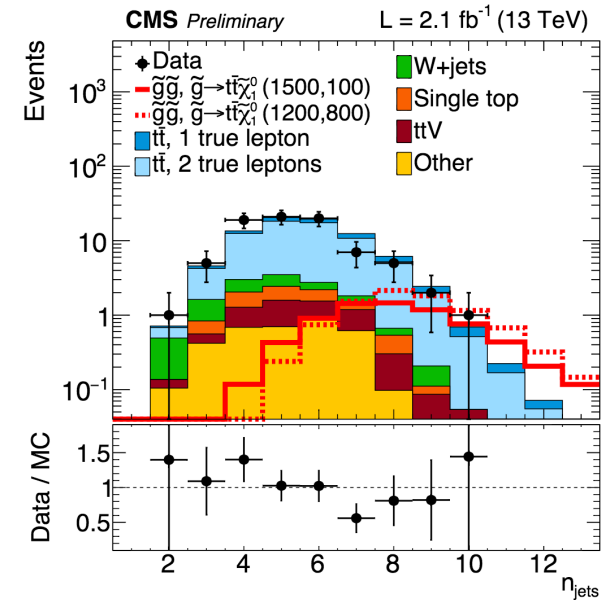 CMS Preliminary L = 2.1 fb⁻¹ (13 TeV)
Events
Data
g̃g̃, g̃→tt̄χ̃⁰₁ (1500,100)
g̃g̃, g̃→tt̄χ̃⁰₁ (1200,800)
tt̄, 1 true lepton
tt̄, 2 true leptons
W+jets
Single top
ttV
Other
10³
10²
10
1
10⁻¹
Data / MC
1.5
1
0.5
2 4 6 8 10 12
n_jets